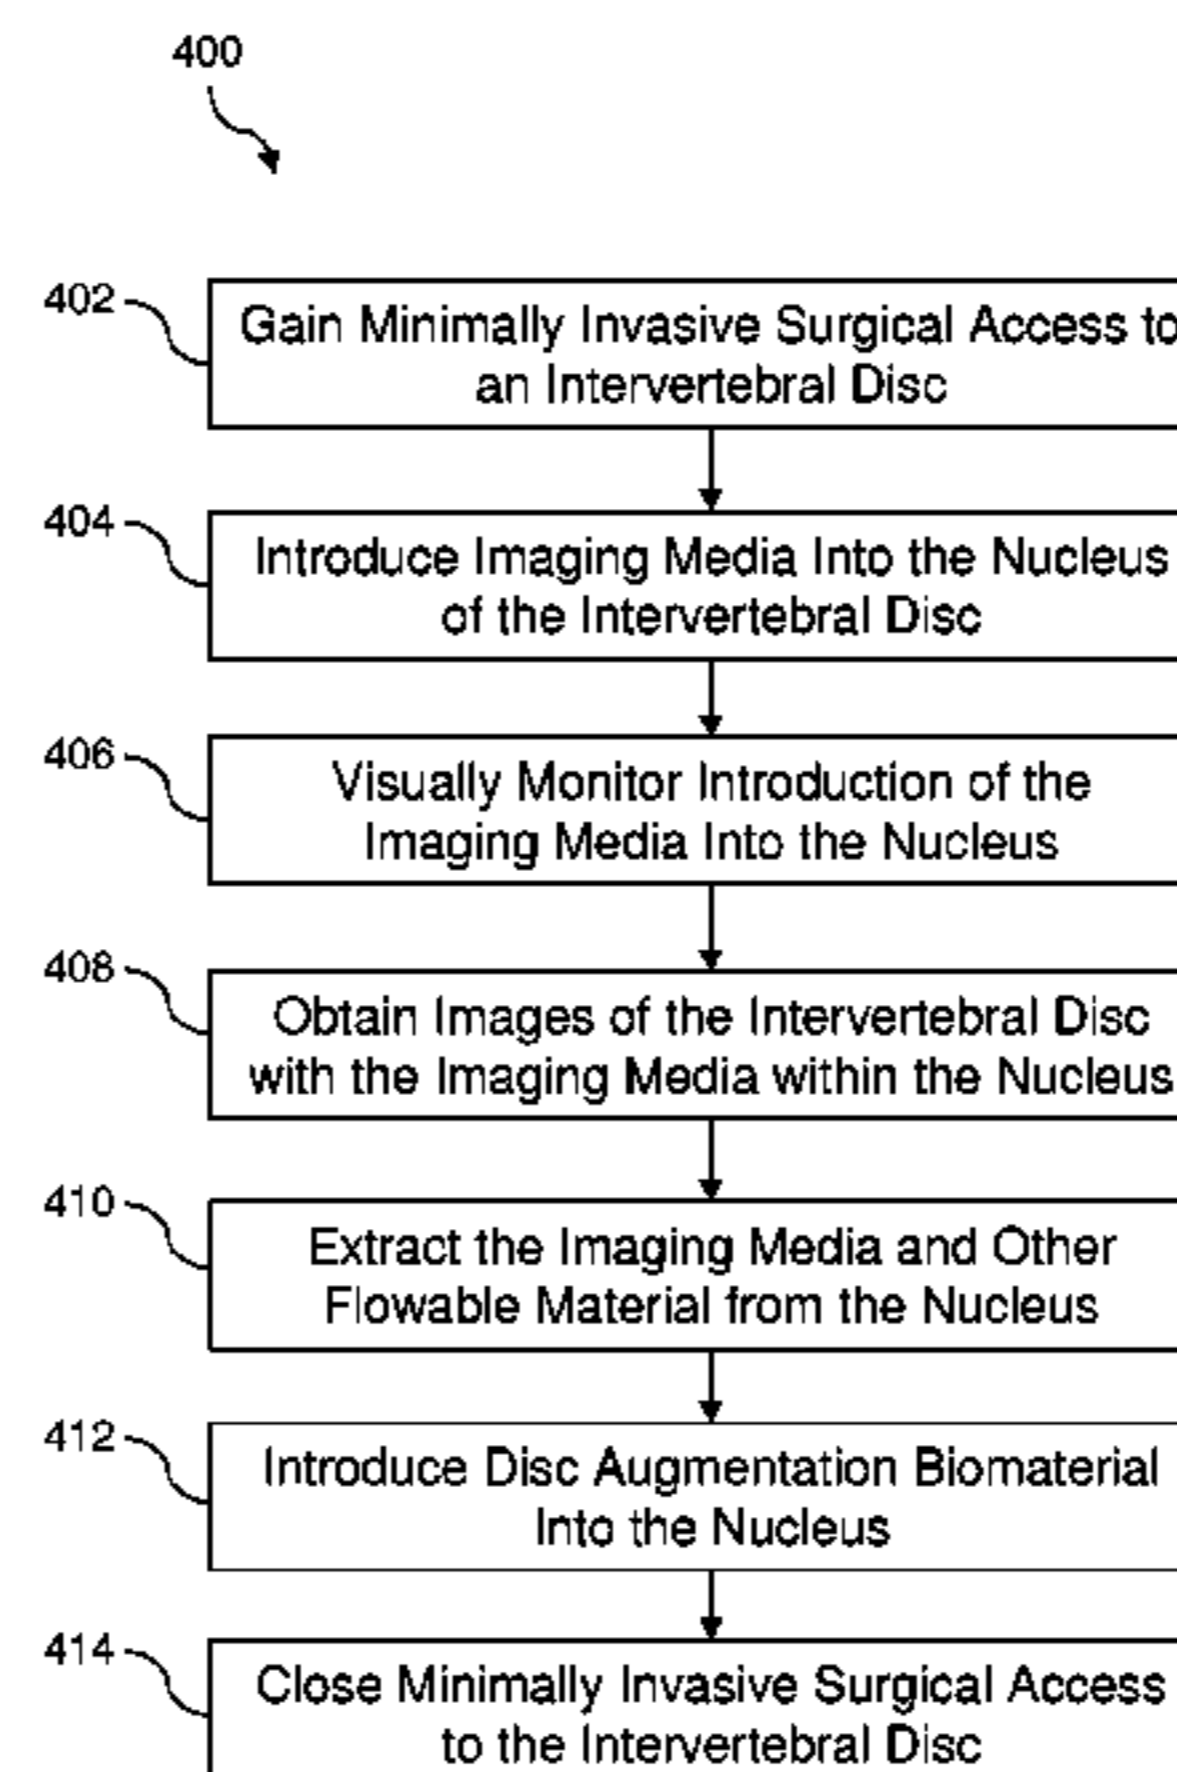 400
402
Gain Minimally Invasive Surgical Access to
an Intervertebral Disc
404
Introduce Imaging Media Into the Nucleus
of the Intervertebral Disc
406
Visually Monitor Introduction of the
Imaging Media Into the Nucleus
408
Obtain Images of the Intervertebral Disc
with the Imaging Media within the Nucleus
410
Extract the Imaging Media and Other
Flowable Material from the Nucleus
412
Introduce Disc Augmentation Biomaterial
Into the Nucleus
414
Close Minimally Invasive Surgical Access
to the Intervertebral Disc